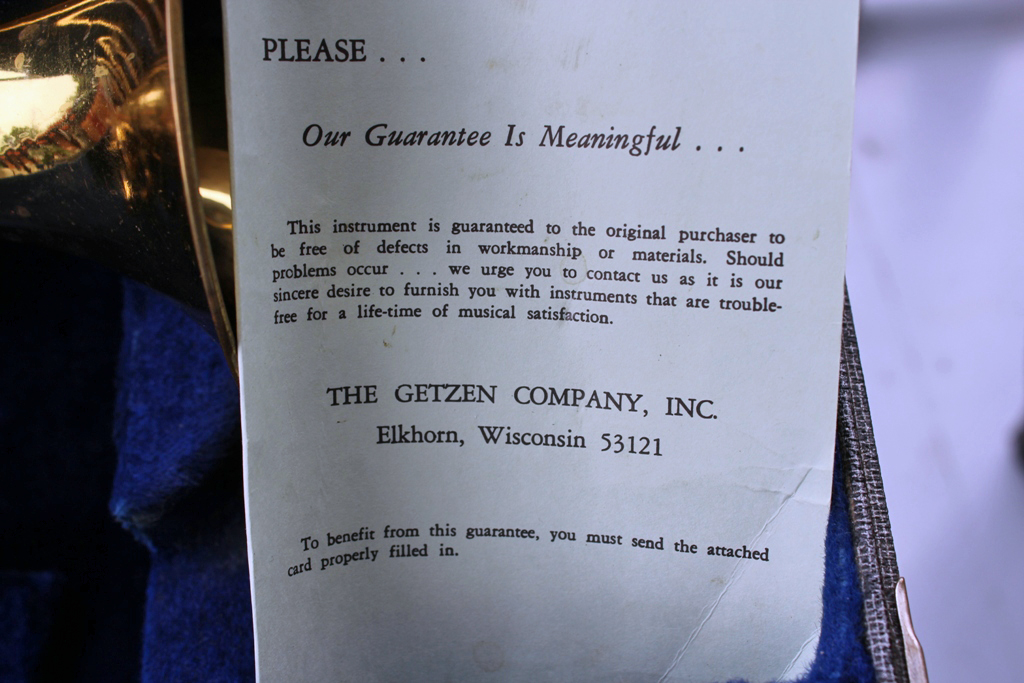 PLEASE . . .
Our Guarantee Is Meaningful . . .
This instrument is guaranteed to the original purchaser to
be free of defects in workmanship or materials. Should
problems occur . . . we urge you to contact us as it is our
sincere desire to furnish you with instruments that are trouble-
free for a life-time of musical satisfaction.
THE GETZEN COMPANY, INC.
Elkhorn, Wisconsin 53121
To benefit from this guarantee, you must send the attached
card properly filled in.